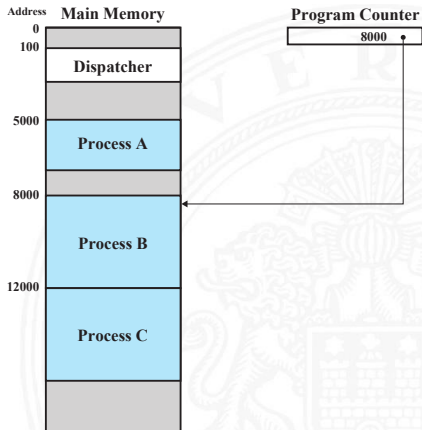 Address
Main Memory
Program Counter
0
8000
100
Dispatcher
5000
Process A
8000
Process B
12000
Process C